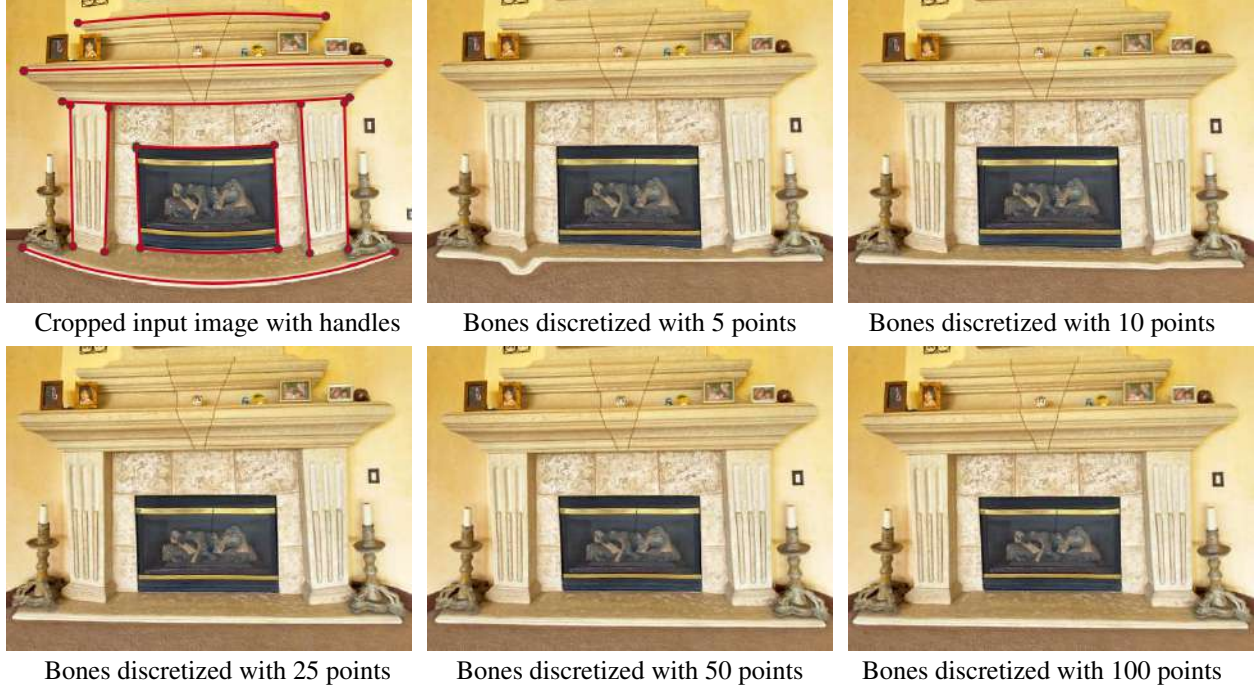 Cropped input image with handles
Bones discretized with 5 points
Bones discretized with 10 points
Bones discretized with 25 points
Bones discretized with 50 points
Bones discretized with 100 points